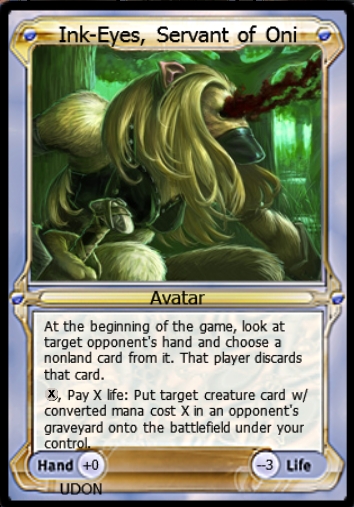 Ink-Eyes, Servant of Oni
Avatar
At the beginning of the game, look at
target opponent's hand and choose a
nonland card from it. That player discards
that card.
X, Pay X life: Put target creature card w/
converted mana cost X in an opponent's
graveyard onto the battlefield under your
control.
Hand +0
-3 Life
UDON